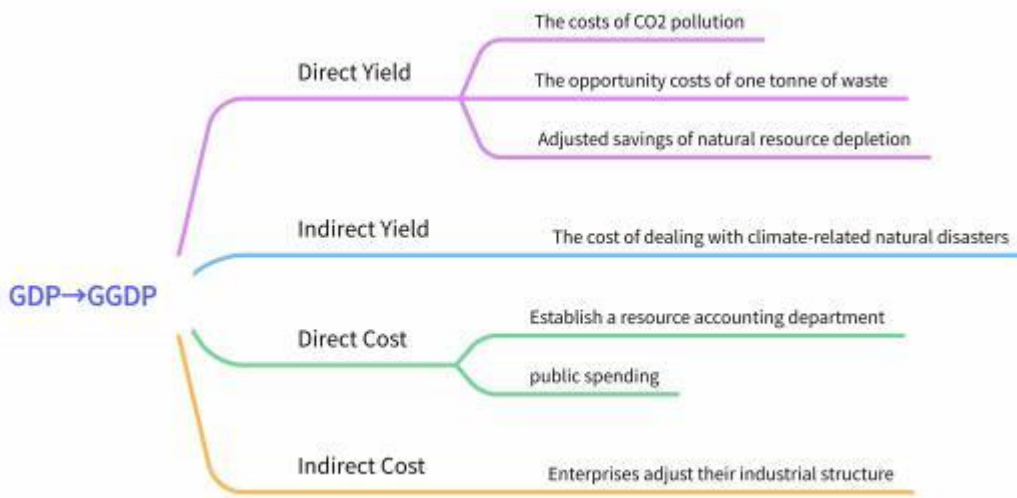 The costs of CO2 pollution
Direct Yield
The opportunity costs of one tonne of waste
Adjusted savings of natural resource depletion
Indirect Yield
The cost of dealing with climate-related natural disasters
GDP→GGDP
Establish a resource accounting department
Direct Cost
public spending
Indirect Cost
Enterprises adjust their industrial structure